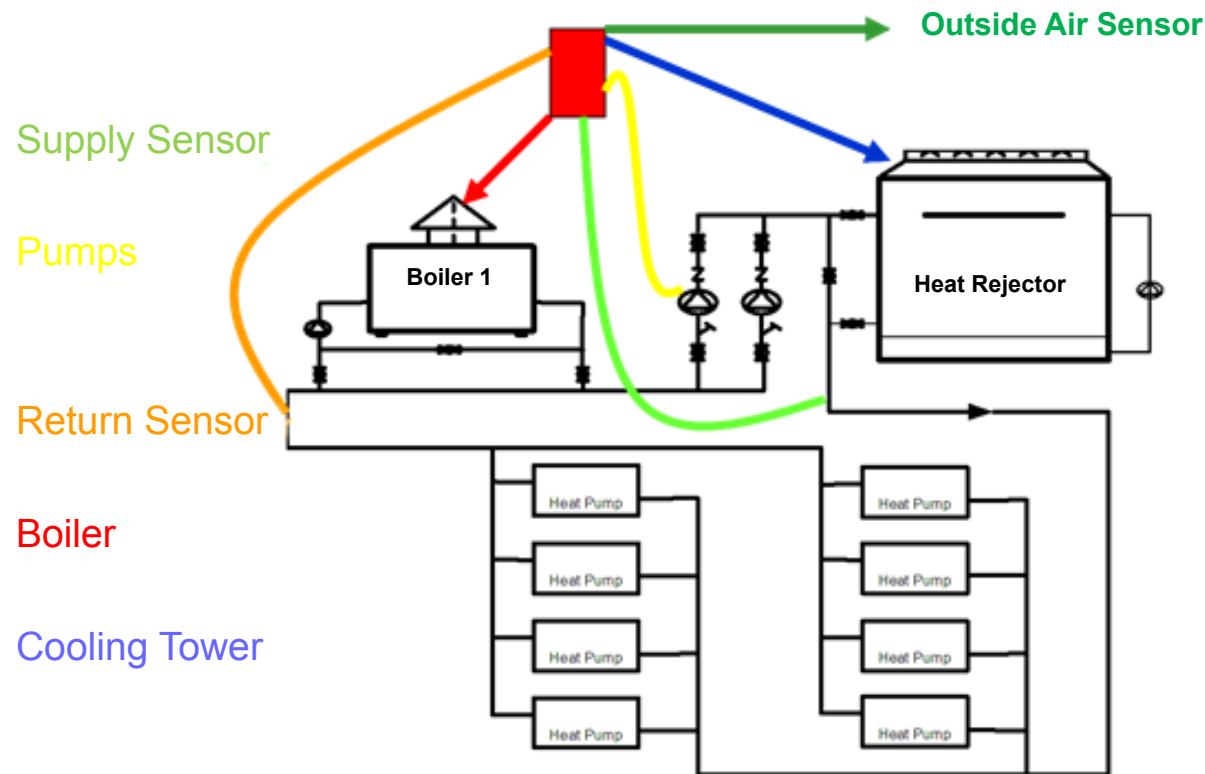 Outside Air Sensor
Supply Sensor
Pumps
Boiler 1
Heat Rejector
Return Sensor
Heat Pump
Heat Pump
Boiler
Heat Pump
Heat Pump
Cooling Tower
Heat Pump
Heat Pump
Heat Pump
Heat Pump